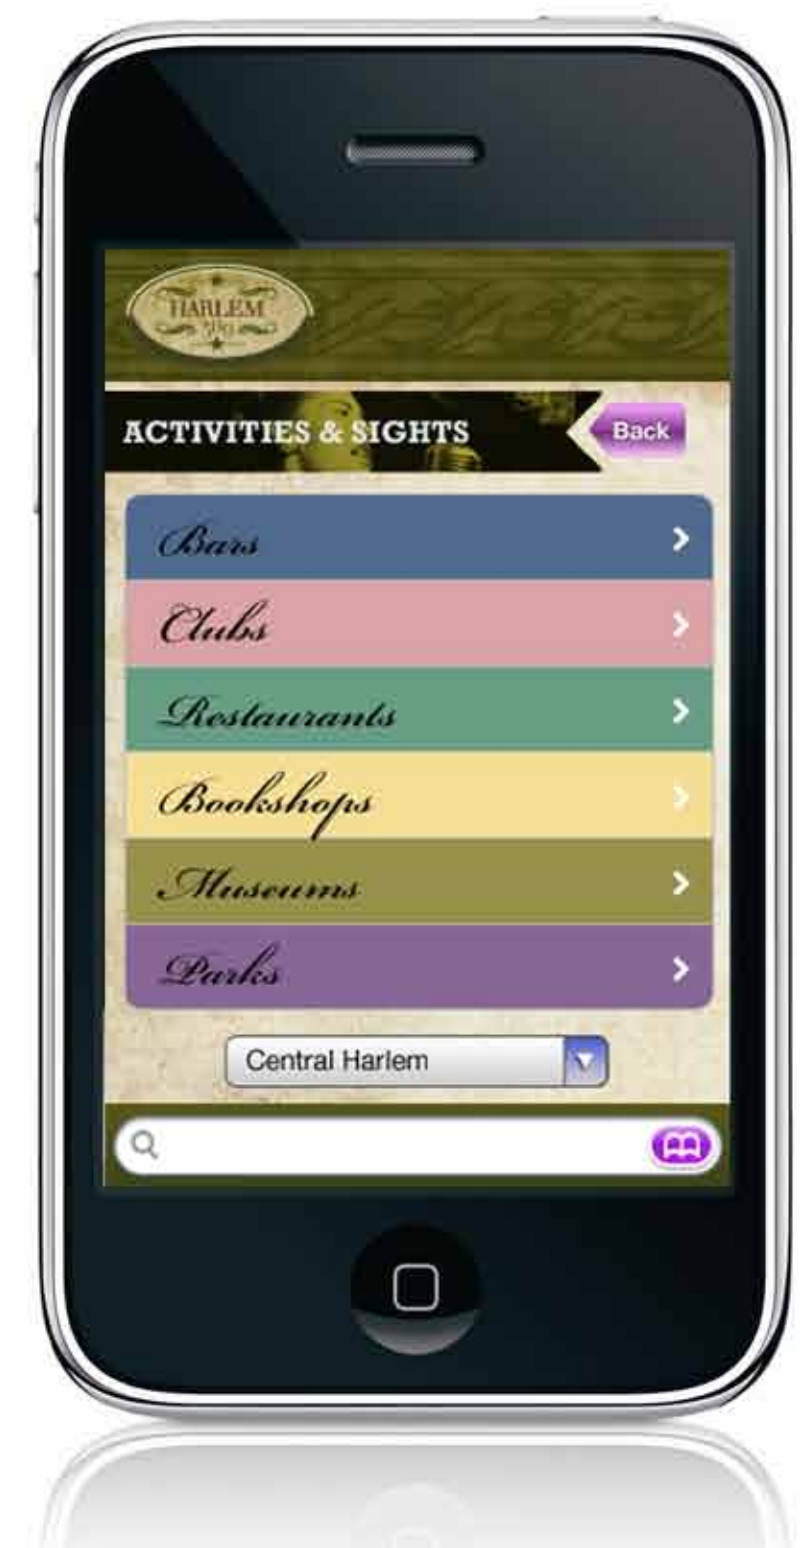 HARLEM
ACTIVITIES & SIGHTS
Back
Bars
Clubs
Restaurants
Bookshops
Museums
Parks
Central Harlem